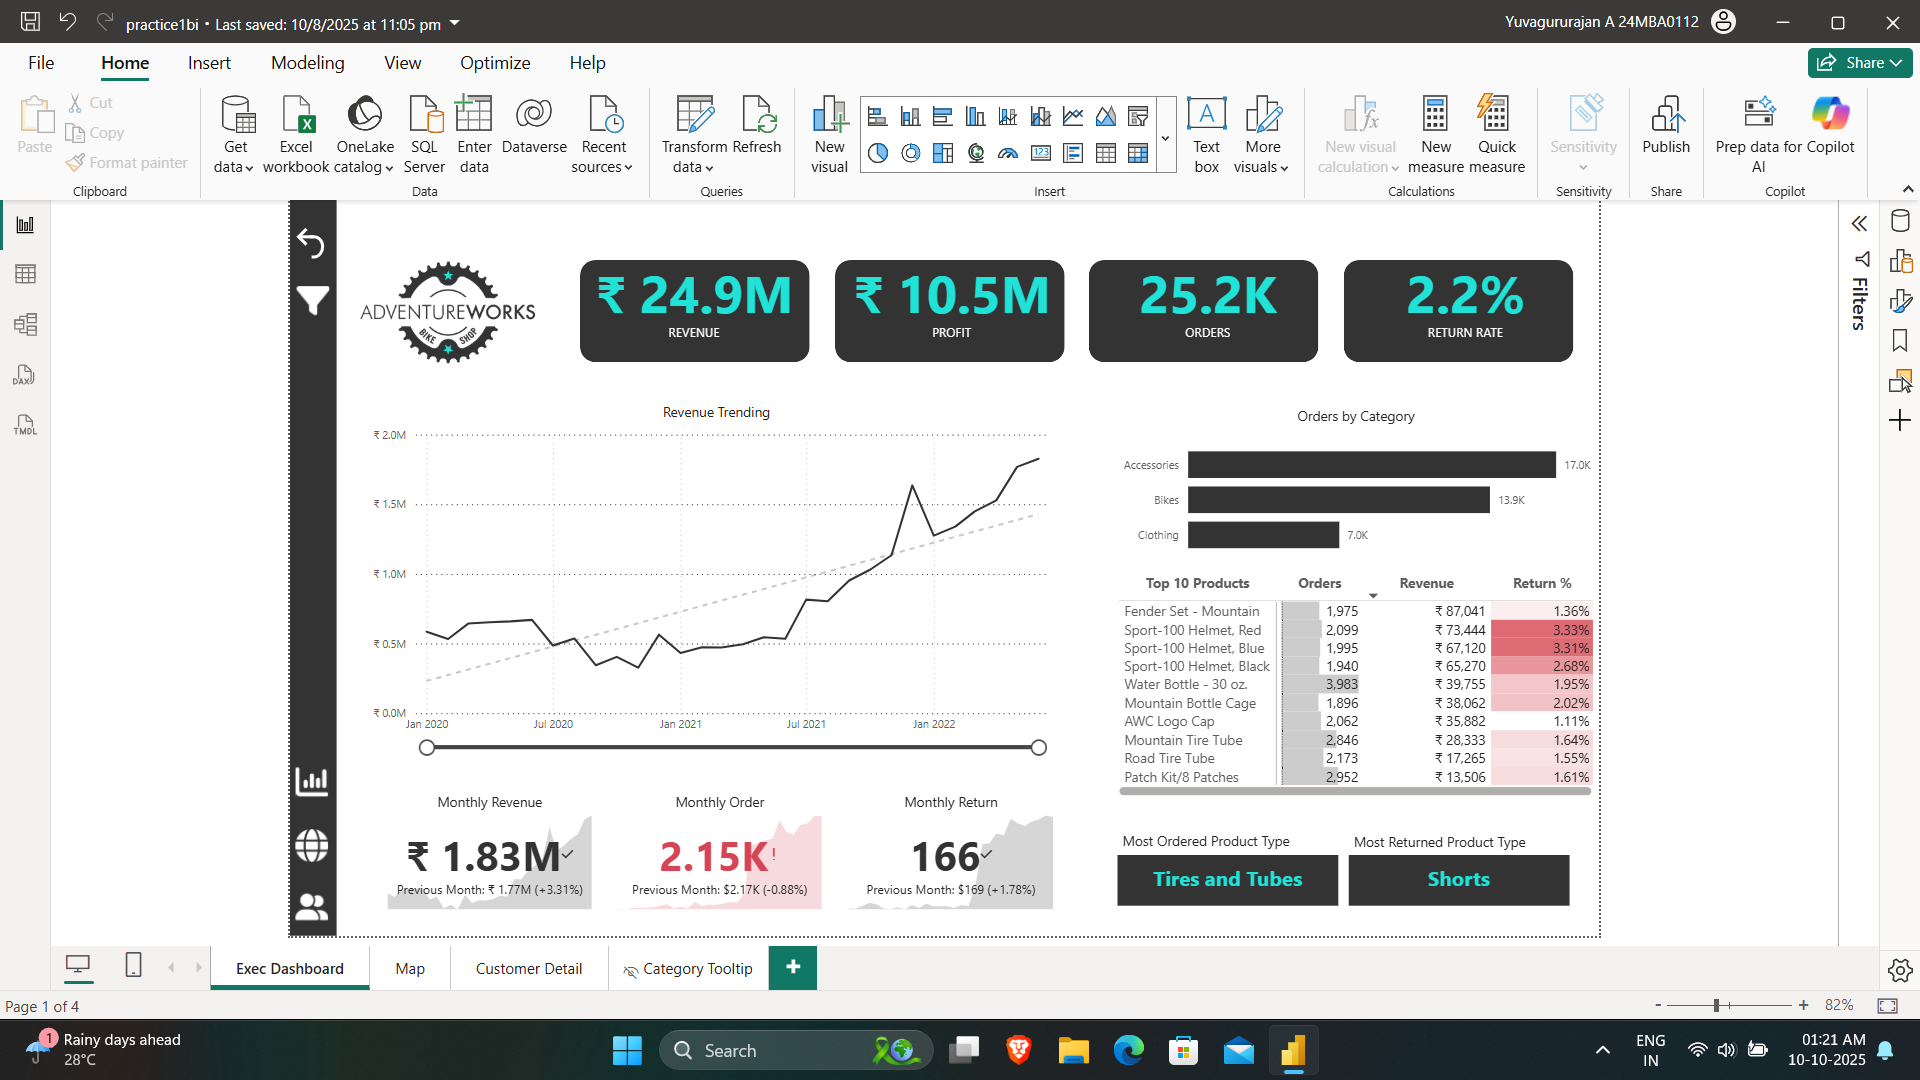 practice1bi • Last saved: 10/8/2025 at 11:05 pm
Yuvagururajan A 24MBA0112
File
Home
Insert
Modeling
View
Optimize
Help
Share
Paste
Cut
Copy
Format painter
Clipboard
Get data
Excel workbook
OneLake catalog
SQL Server
Enter data
Dataverse
Recent sources
Data
Transform data
Refresh
Queries
New visual
Text box
More visuals
Insert
New visual calculation
New measure
Quick measure
Calculations
Sensitivity
Sensitivity
Publish
Share
Prep data for AI
Copilot
Copilot
DAX
TMDL
Filters
ADVENTUREWORKS
BIKE SHOP
₹ 24.9M
REVENUE
₹ 10.5M
PROFIT
25.2K
ORDERS
2.2%
RETURN RATE
Revenue Trending
₹ 2.0M
₹ 1.5M
₹ 1.0M
₹ 0.5M
₹ 0.0M
Jan 2020
Jul 2020
Jan 2021
Jul 2021
Jan 2022
Orders by Category
Accessories 17.0K
Bikes 13.9K
Clothing 7.0K
Top 10 Products Orders Revenue Return %
Fender Set - Mountain 1,975 ₹ 87,041 1.36%
Sport-100 Helmet, Red 2,099 ₹ 73,444 3.33%
Sport-100 Helmet, Blue 1,995 ₹ 67,120 3.31%
Sport-100 Helmet, Black 1,940 ₹ 65,270 2.68%
Water Bottle - 30 oz. 3,983 ₹ 39,755 1.95%
Mountain Bottle Cage 1,896 ₹ 38,062 2.02%
AWC Logo Cap 2,062 ₹ 35,882 1.11%
Mountain Tire Tube 2,846 ₹ 28,333 1.64%
Road Tire Tube 2,173 ₹ 17,265 1.55%
Patch Kit/8 Patches 2,952 ₹ 13,506 1.61%
Monthly Revenue
₹ 1.83M
Previous Month: ₹ 1.77M (+3.31%)
Monthly Order
2.15K!
Previous Month: $2.17K (-0.88%)
Monthly Return
166
Previous Month: $169 (+1.78%)
Most Ordered Product Type
Tires and Tubes
Most Returned Product Type
Shorts
Exec Dashboard
Map
Customer Detail
Category Tooltip
Page 1 of 4
- + 82%
1
Rainy days ahead
28°C
Search
ENG
IN
01:21 AM
10-10-2025